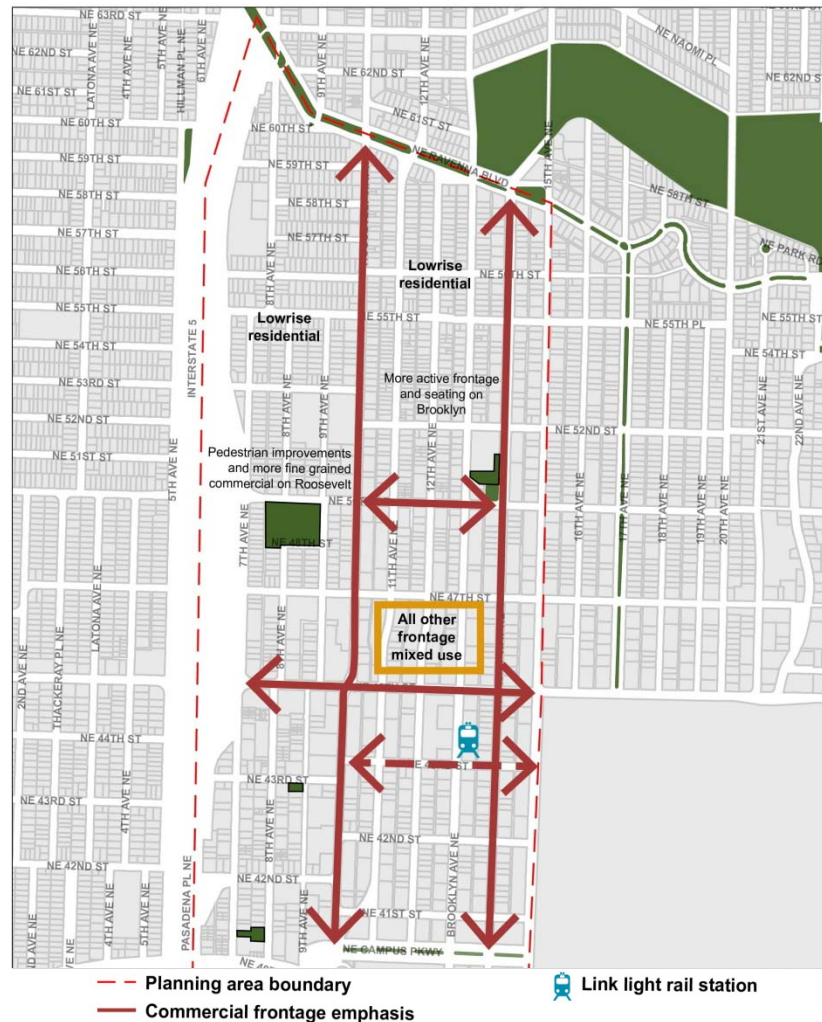 NE 63RD ST
NE 62ND ST
NE 61ST ST
NE 60TH ST
NE 59TH ST
NE 58TH ST
NE 57TH ST
NE 56TH ST
NE 55TH ST
NE 54TH ST
NE 53RD ST
NE 52ND ST
NE 51ST ST
LATONA AVE NE
4TH AVE NE
HILLMAN PL NE
5TH AVE NE
6TH AVE NE
9TH AVE NE
NE 62ND ST
12TH AVE NE
NE 61ST ST
NE 60TH ST
NE 59TH ST
NE 58TH ST
NE 57TH ST
NE RAVENNA BLVD
15TH AVE NE
NE NAOMI PL
NE 62ND ST
NE 58TH ST
NE PARK RD
8TH AVE NE
Lowrise
residential
Lowrise
residential
NE 55TH ST
NE 55TH PL
NE 55TH ST
NE 54TH ST
INTERSTATE 5
5TH AVE NE
More active frontage
and seating on
Brooklyn
8TH AVE NE
9TH AVE NE
NE 52ND ST
21ST AVE NE
22ND AVE NE
Pedestrian improvements
and more fine grained
commercial on Roosevelt
12TH AVE NE
16TH AVE NE
17TH AVE NE
18TH AVE NE
19TH AVE NE
20TH AVE NE
7TH AVE NE
NE 48TH ST
11TH AVE NE
NE 47TH ST
All other
frontage
mixed use
8TH AVE NE
2ND AVE NE
THACKERAY PL NE
LATONA AVE NE
NE 44TH ST
NE 43RD ST
4TH AVE NE
NE 42ND ST
4TH AVE NE
5TH AVE NE
PASADENA PL NE
NE 43RD ST
8TH AVE NE
NE 42ND ST
9TH AVE NE
NE 42ND ST
BROOKLYN AVE NE
NE 41ST ST
NE CAMPUS PKWY
Planning area boundary
Link light rail station
Commercial frontage emphasis